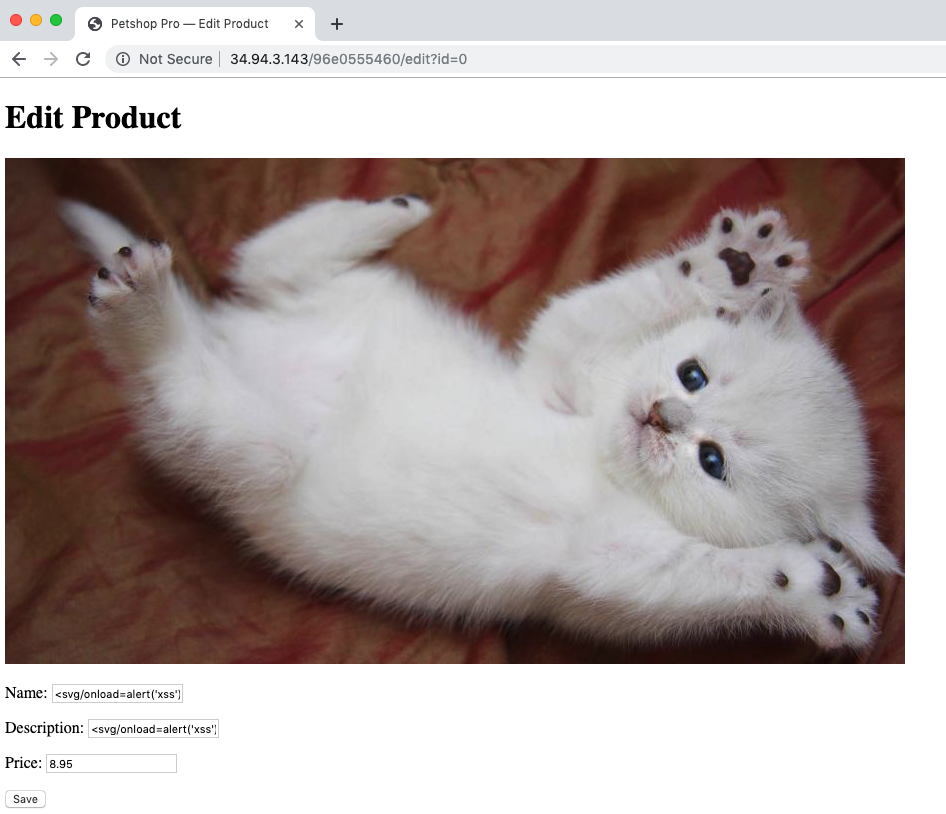 Petshop Pro — Edit Product
Not Secure | 34.94.3.143/96e0555460/edit?id=0
Edit Product
Name: <svg/onload=alert('xss')
Description: <svg/onload=alert('xss')
Price: 8.95
Save